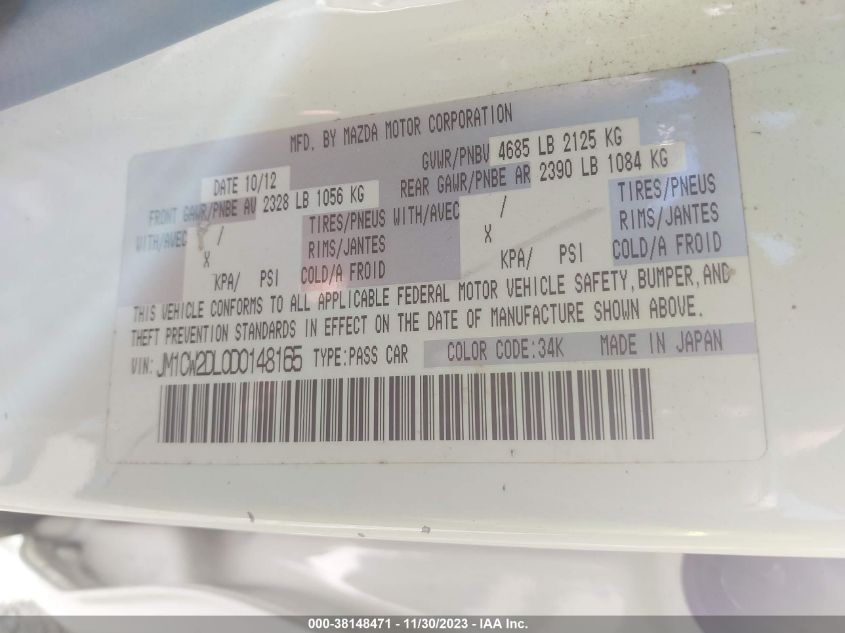 MFD. BY MAZDA MOTOR CORPORATION
DATE 10/12 GVWR/PNBV 4685 LB 2125 KG
FRONT GAWR/PNBE AV 2328 LB 1056 KG REAR GAWR/PNBE AR 2390 LB 1084 KG
WITH/AVEC / TIRES/PNEUS WITH/AVEC / TIRES/PNEUS
X RIMS/JANTES X RIMS/JANTES
KPA/ PSI COLD/A FROID KPA/ PSI COLD/A FROID
THIS VEHICLE CONFORMS TO ALL APPLICABLE FEDERAL MOTOR VEHICLE SAFETY, BUMPER, AND
THEFT PREVENTION STANDARDS IN EFFECT ON THE DATE OF MANUFACTURE SHOWN ABOVE.
VIN: JM1CW2DL0D0148165 TYPE:PASS CAR COLOR CODE:34K MADE IN JAPAN
000-38148471 - 11/30/2023 - IAA Inc.